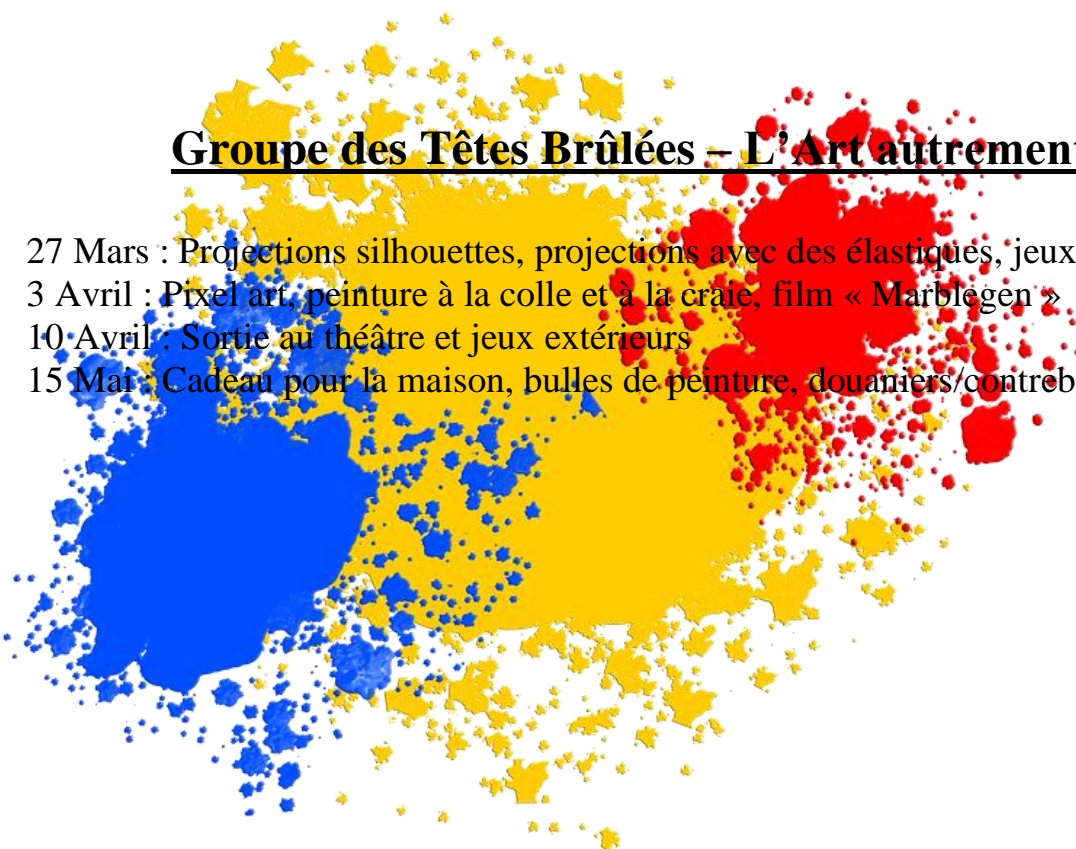 Groupe des Têtes Brûlées – L’Art autrement
27 Mars : Projections silhouettes, projections avec des élastiques, jeux
3 Avril : Pixel art, peinture à la colle et à la craie, film « Marblegen »
10 Avril : Sortie au théâtre et jeux extérieurs
15 Mai : Cadeau pour la maison, bulles de peinture, douaniers/contreb